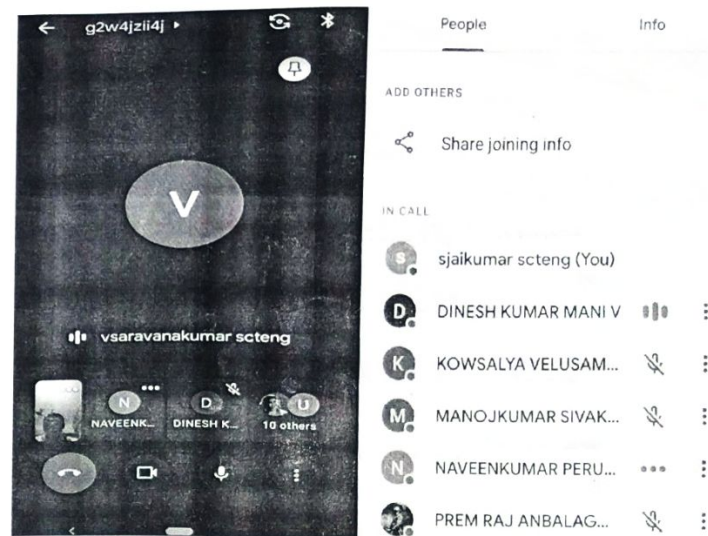 g2w4jzii4j
V
vsaravanakumar scteng
N
NAVEENK...
D
DINESH K...
U
10 others
People
Info
ADD OTHERS
Share joining info
IN CALL
S
sjaikumar scteng (You)
D
DINESH KUMAR MANI V
K
KOWSALYA VELUSAM...
M
MANOJKUMAR SIVAK...
N
NAVEENKUMAR PERU...
PREM RAJ ANBALAG...